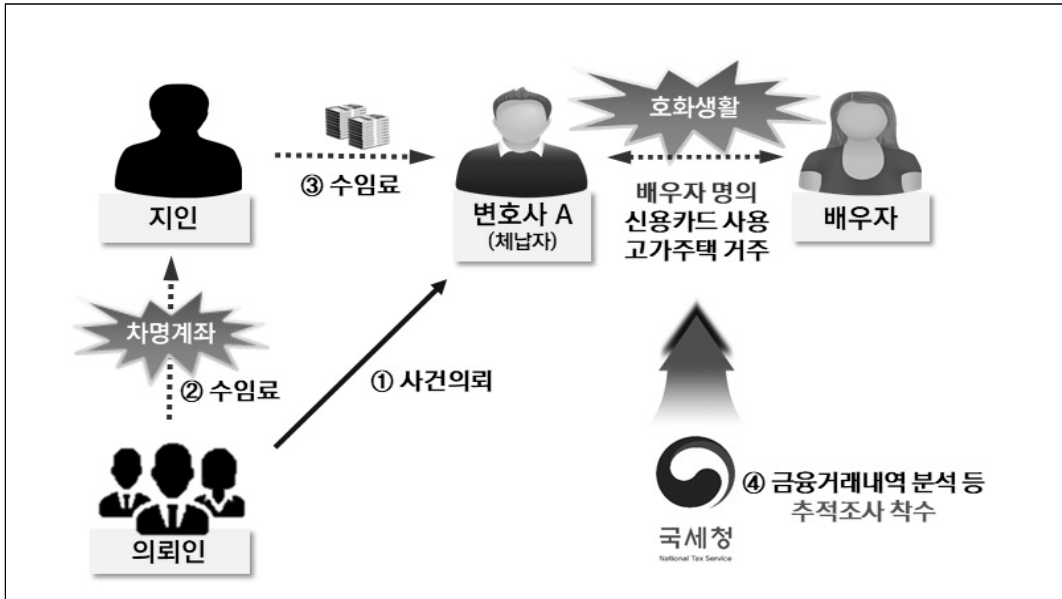 호화생활
③ 수임료
지인
변호사 A
(체납자)
배우자 명의
신용카드 사용
고가주택 거주
배우자
차명계좌
② 수임료
① 사건의뢰
의뢰인
④ 금융거래내역 분석 등
추적조사 착수
국세청
National Tax Service